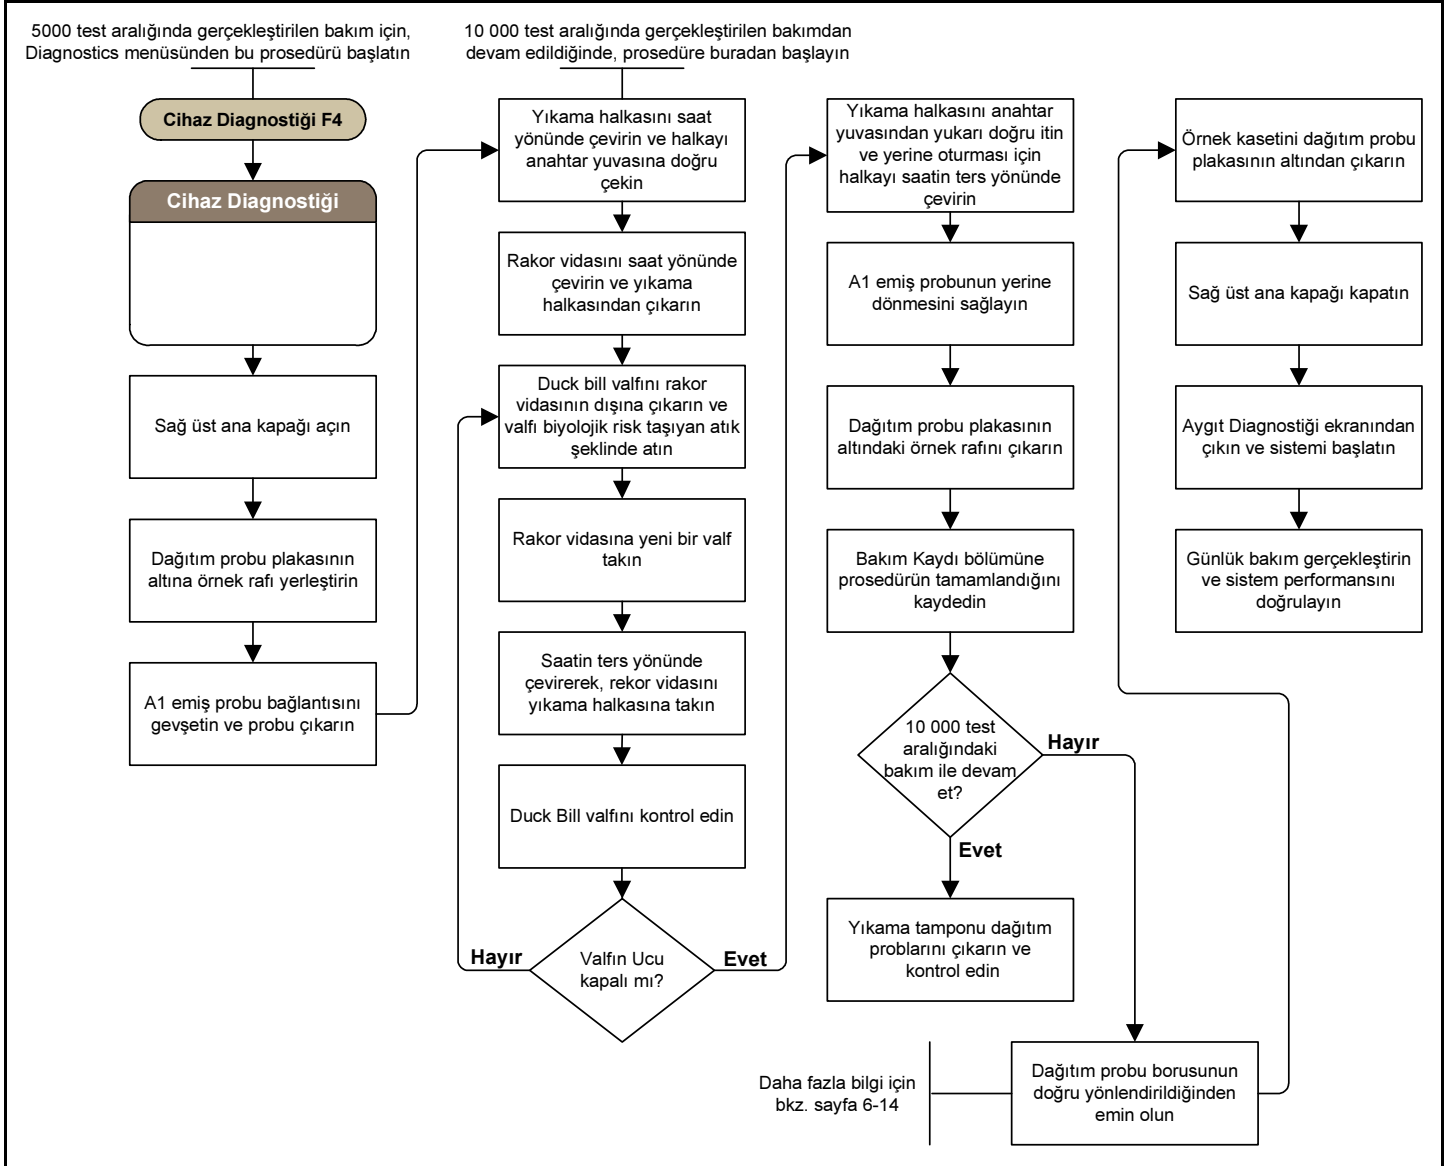 5000 test aralığında gerçekleştirilen bakım için,
Diagnostics menüsünden bu prosedürü başlatın
Cihaz Diagnostiği F4
Cihaz Diagnostiği
Sağ üst ana kapağı açın
Dağıtım probu plakasının
altına örnek rafı yerleştirin
A1 emiş probu bağlantısını
gevşetin ve probu çıkarın
10 000 test aralığında gerçekleştirilen bakımdan
devam edildiğinde, prosedüre buradan başlayın
Yıkama halkasını saat
yönünde çevirin ve halkayı
anahtar yuvasına doğru
çekin
Rakor vidasını saat yönünde
çevirin ve yıkama
halkasından çıkarın
Duck bill valfını rakor
vidasının dışına çıkarın ve
valfı biyolojik risk taşıyan atık
şeklinde atın
Rakor vidasına yeni bir valf
takın
Saatin ters yönünde
çevirerek, rekor vidasını
yıkama halkasına takın
Duck Bill valfını kontrol edin
Valfın Ucu
kapalı mı?
Hayır
Evet
Yıkama halkasını anahtar
yuvasından yukarı doğru itin
ve yerine oturması için
halkayı saatin ters yönünde
çevirin
A1 emiş probunun yerine
dönmesini sağlayın
Dağıtım probu plakasının
altındaki örnek rafını çıkarın
Bakım Kaydı bölümüne
prosedürün tamamlandığını
kaydedin
10 000 test
aralığındaki
bakım ile devam
et?
Hayır
Evet
Yıkama tamponu dağıtım
problarını çıkarın ve
kontrol edin
Daha fazla bilgi için
bkz. sayfa 6-14
Dağıtım probu borusunun
doğru yönlendirildiğinden
emin olun
Örnek kasetini dağıtım probu
plakasının altından çıkarın
Sağ üst ana kapağı kapatın
Aygıt Diagnostiği ekranından
çıkın ve sistemi başlatın
Günlük bakım gerçekleştirin
ve sistem performansını
doğrulayın